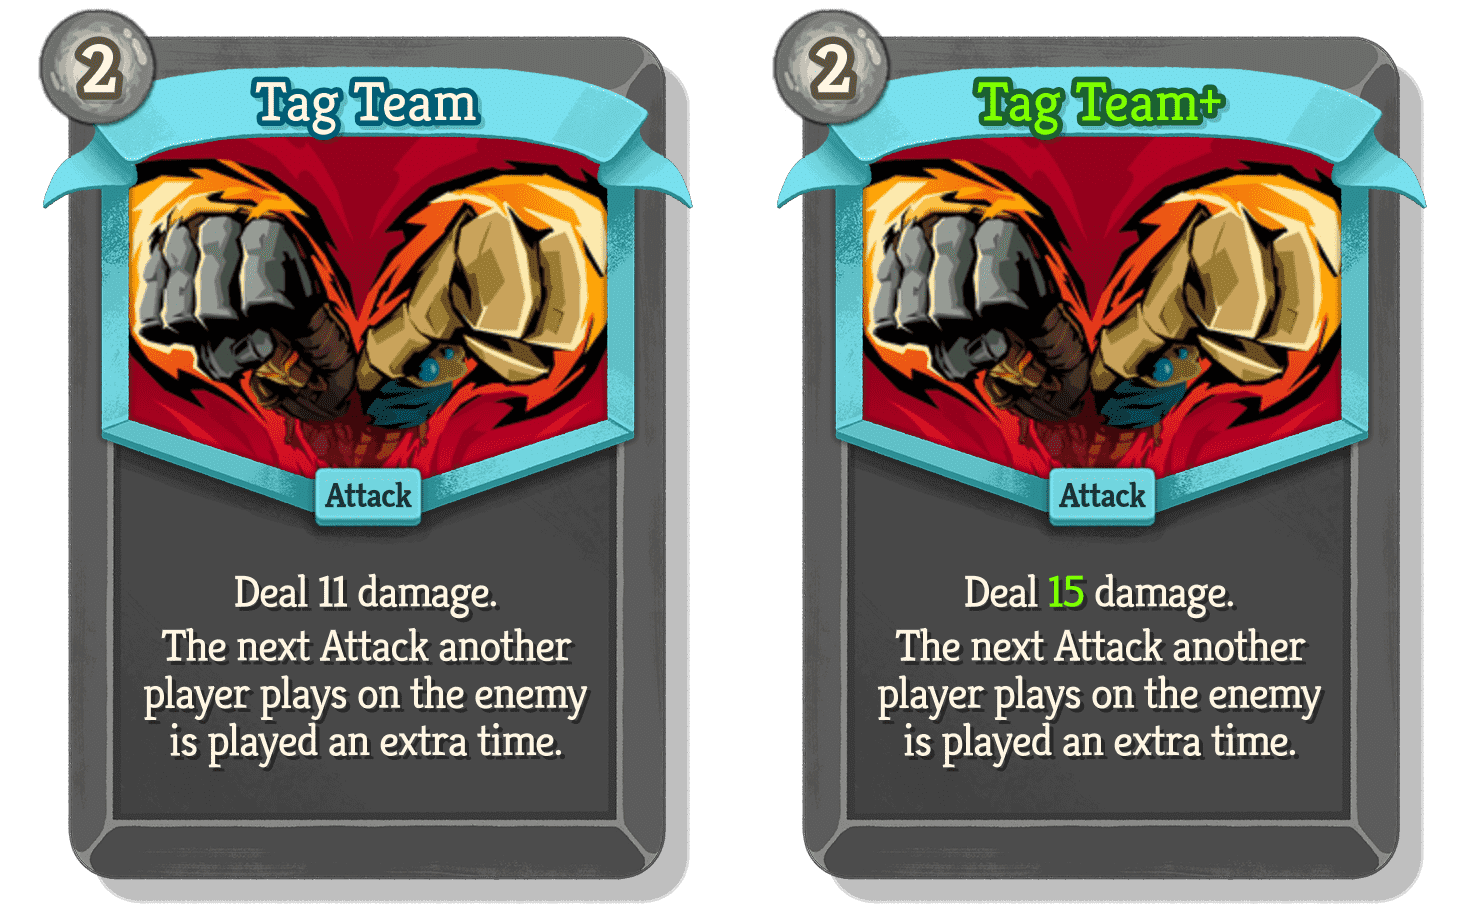 2
Tag Team
Attack
Deal 11 damage.
The next Attack another
player plays on the enemy
is played an extra time.
2
Tag Team+
Attack
Deal 15 damage.
The next Attack another
player plays on the enemy
is played an extra time.